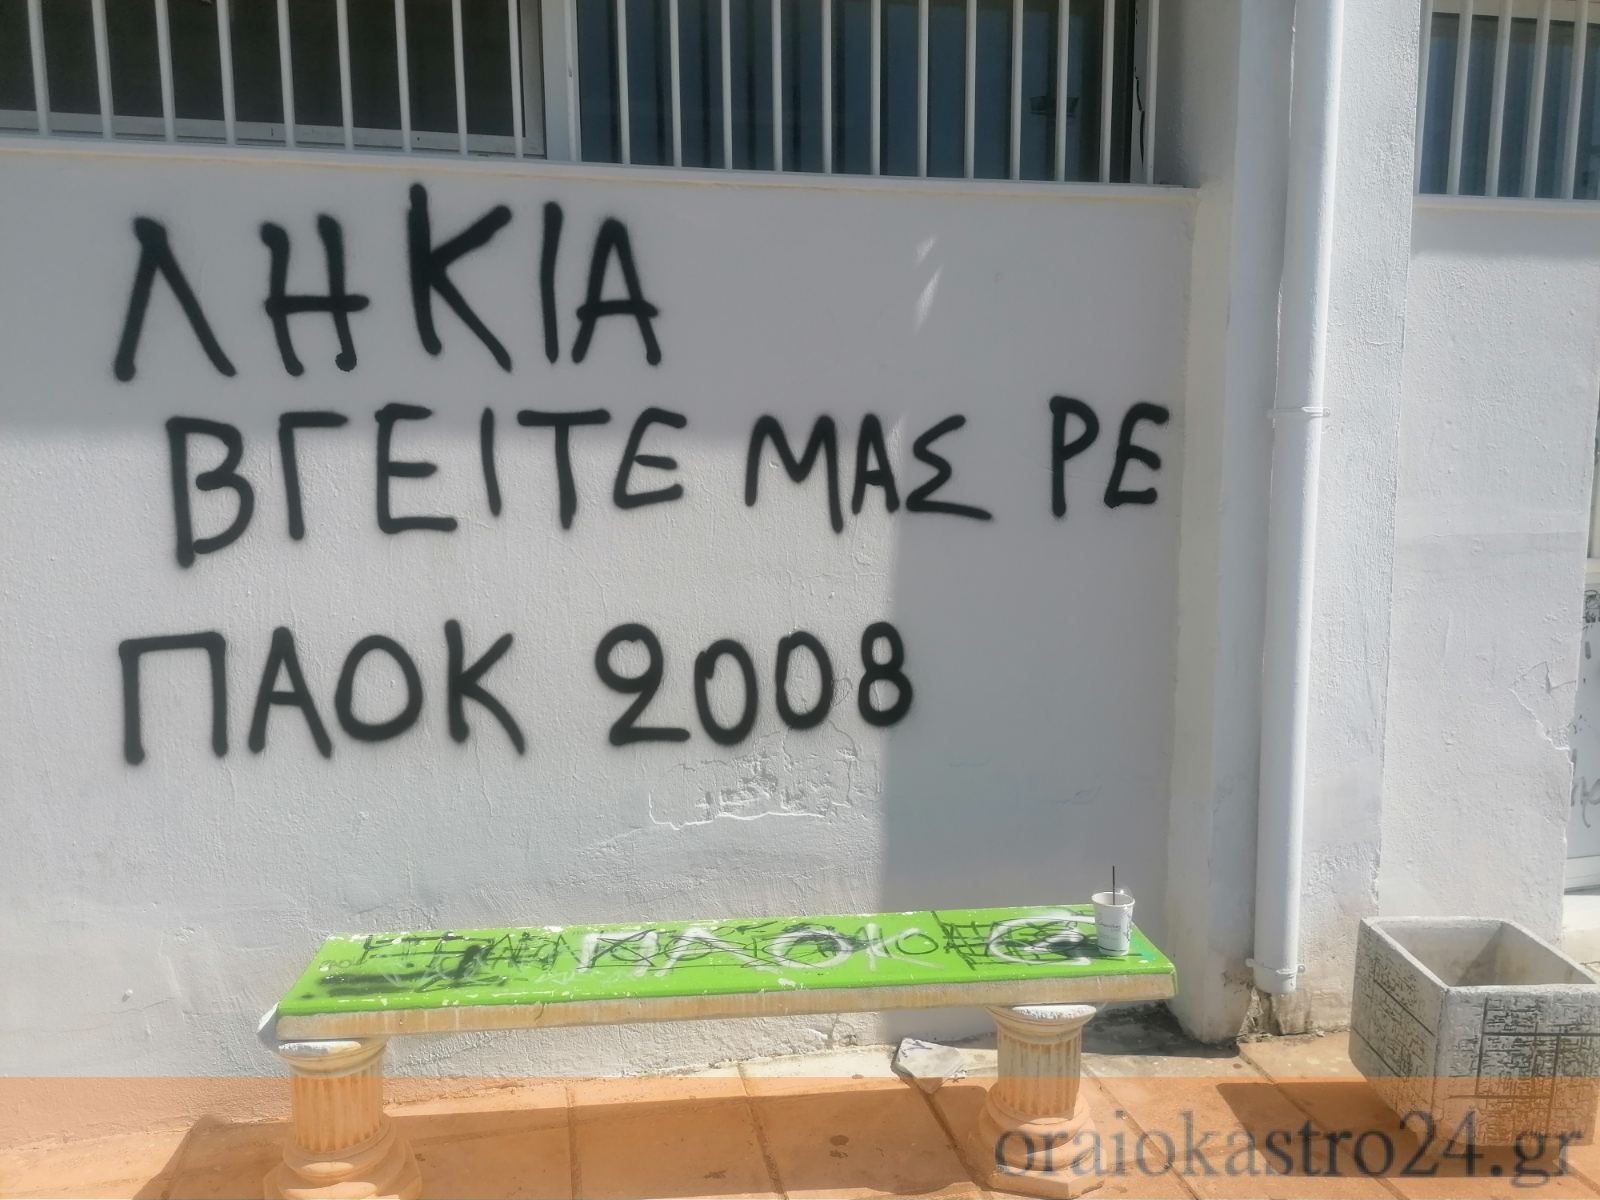 ΛΗΚΙΑ
ΒΓΕΙΤΕ ΜΑΣ ΡΕ
ΠΑΟΚ 2008
ΠΑΟΚ
oraiokastro24.gr